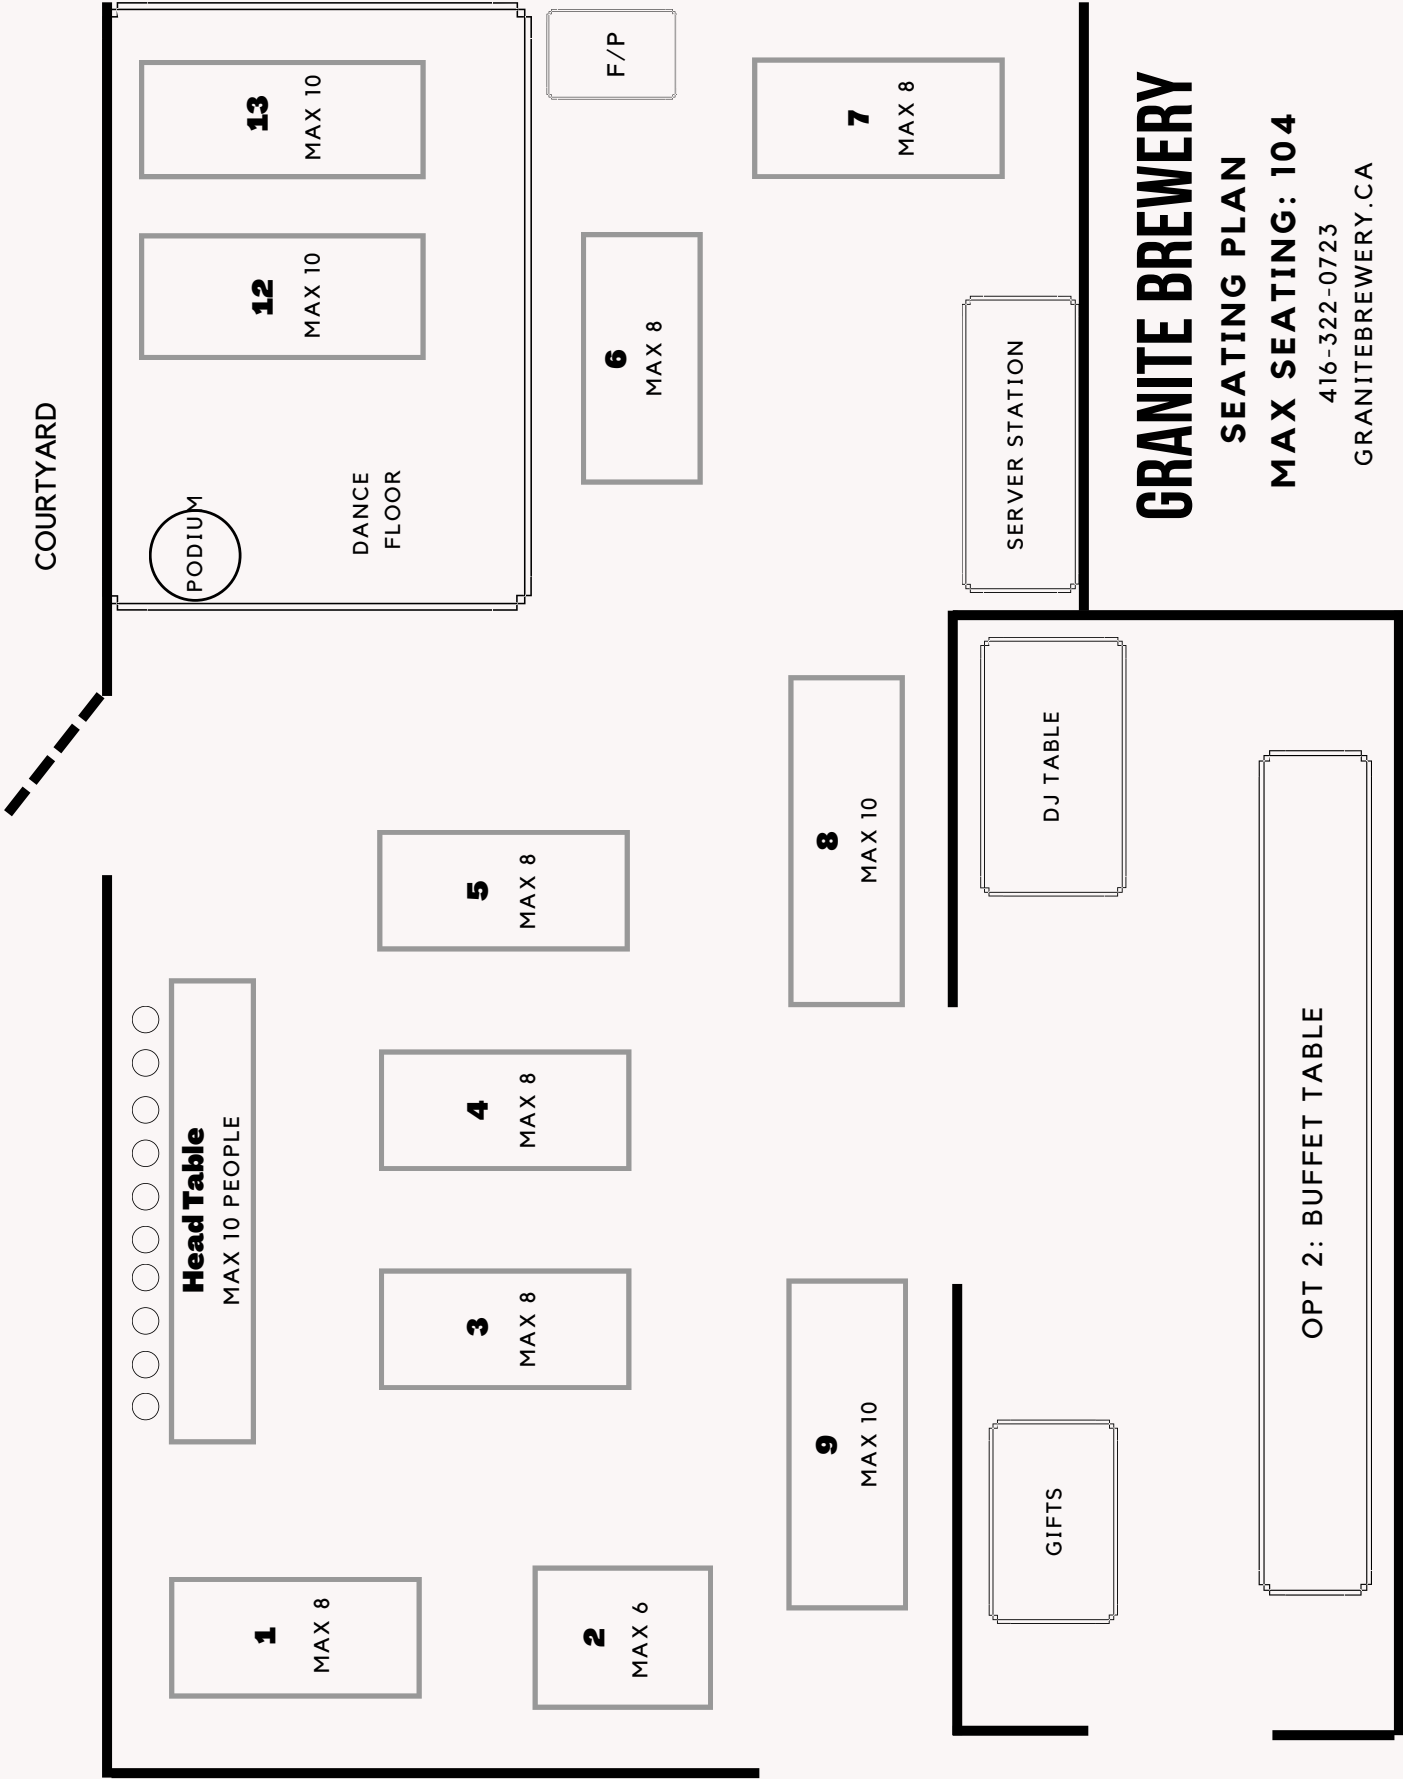 COURTYARD
13
MAX 10
12
MAX 10
PODIUM
DANCE
FLOOR
F/P
7
MAX 8
6
MAX 8
SERVER STATION
GRANITE BREWERY
SEATING PLAN
MAX SEATING: 104
416-322-0723
GRANITEBREWERY.CA
5
MAX 8
8
MAX 10
DJ TABLE
Head Table
MAX 10 PEOPLE
4
MAX 8
3
MAX 8
9
MAX 10
OPT 2: BUFFET TABLE
GIFTS
1
MAX 8
2
MAX 6